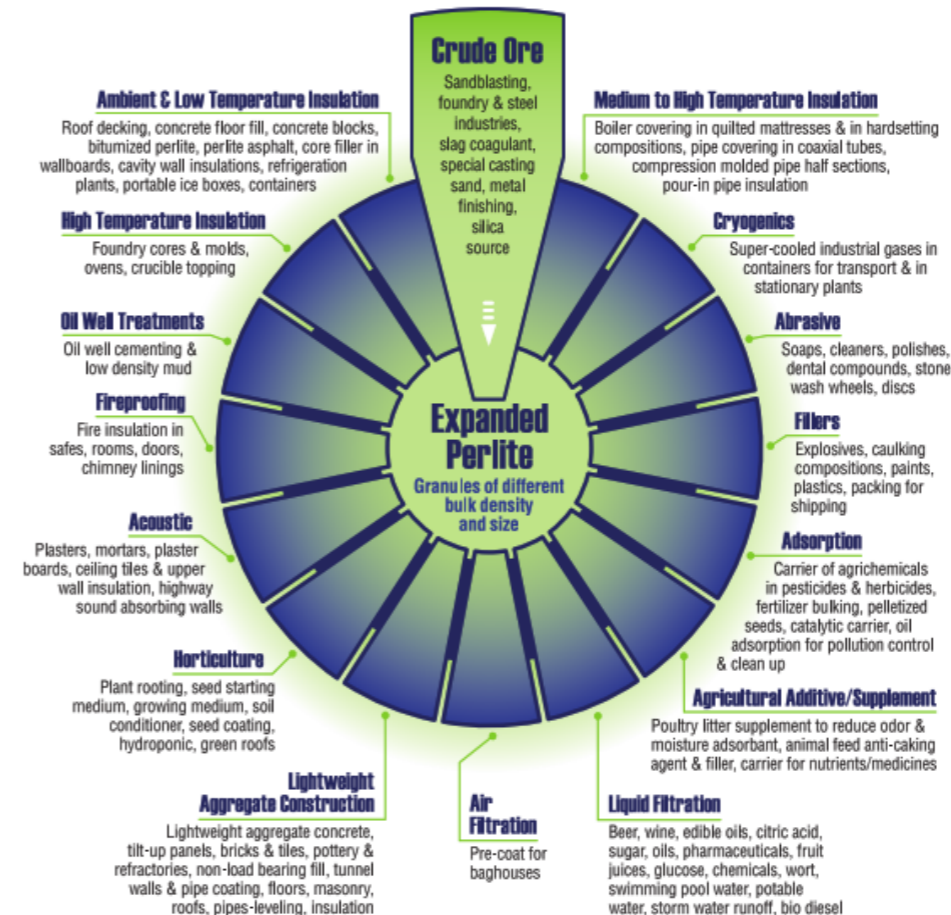 Crude Ore
Sandblasting,
foundry & steel
industries,
slag coagulant,
special casting
sand, metal
finishing,
silica
source
Ambient & Low Temperature Insulation
Roof decking, concrete floor fill, concrete blocks,
bitumized perlite, perlite asphalt, core filler in
wallboards, cavity wall insulations, refrigeration
plants, portable ice boxes, containers
High Temperature Insulation
Foundry cores & molds,
ovens, crucible topping
Oil Well Treatments
Oil well cementing &
low density mud
Fireproofing
Fire insulation in
safes, rooms, doors,
chimney linings
Acoustic
Plasters, mortars, plaster
boards, ceiling tiles & upper
wall insulation, highway
sound absorbing walls
Horticulture
Plant rooting, seed starting
medium, growing medium, soil
conditioner, seed coating,
hydroponic, green roofs
Lightweight
Aggregate Construction
Lightweight aggregate concrete,
tilt-up panels, bricks & tiles, pottery &
refractories, non-load bearing fill, tunnel
walls & pipe coating, floors, masonry,
roofs, pipes-leveling, insulation
Expanded
Perlite
Granules of different
bulk density
and size
Medium to High Temperature Insulation
Boiler covering in quilted mattresses & in hardsetting
compositions, pipe covering in coaxial tubes,
compression molded pipe half sections,
pour-in pipe insulation
Cryogenics
Super-cooled industrial gases in
containers for transport & in
stationary plants
Abrasive
Soaps, cleaners, polishes,
dental compounds, stone
wash wheels, discs
Fillers
Explosives, caulking
compositions, paints,
plastics, packing for
shipping
Adsorption
Carrier of agrichemicals
in pesticides & herbicides,
fertilizer bulking, pelletized
seeds, catalytic carrier, oil
adsorption for pollution control
& clean up
Agricultural Additive/Supplement
Poultry litter supplement to reduce odor &
moisture adsorbant, animal feed anti-caking
agent & filler, carrier for nutrients/medicines
Air
Filtration
Pre-coat for
baghouses
Liquid Filtration
Beer, wine, edible oils, citric acid,
sugar, oils, pharmaceuticals, fruit
juices, glucose, chemicals, wort,
swimming pool water, potable
water, storm water runoff, bio diesel